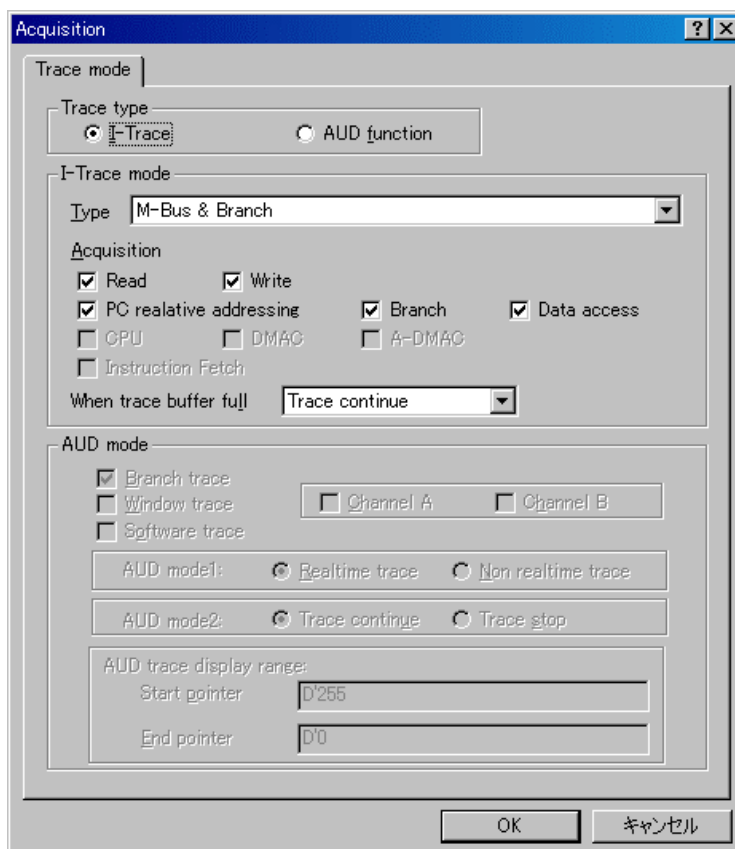 Acquisition
Trace mode
Trace type
I-Trace AUD function
I-Trace mode
Type M-Bus & Branch
Acquisition
Read Write
PC realative addressing Branch Data access
CPU DMAC A-DMAC
Instruction Fetch
When trace buffer full Trace continue
AUD mode
Branch trace
Window trace Channel A Channel B
Software trace
AUD mode1: Realtime trace Non realtime trace
AUD mode2: Trace continue Trace stop
AUD trace display range:
Start pointer D'255
End pointer D'0
OK キャンセル